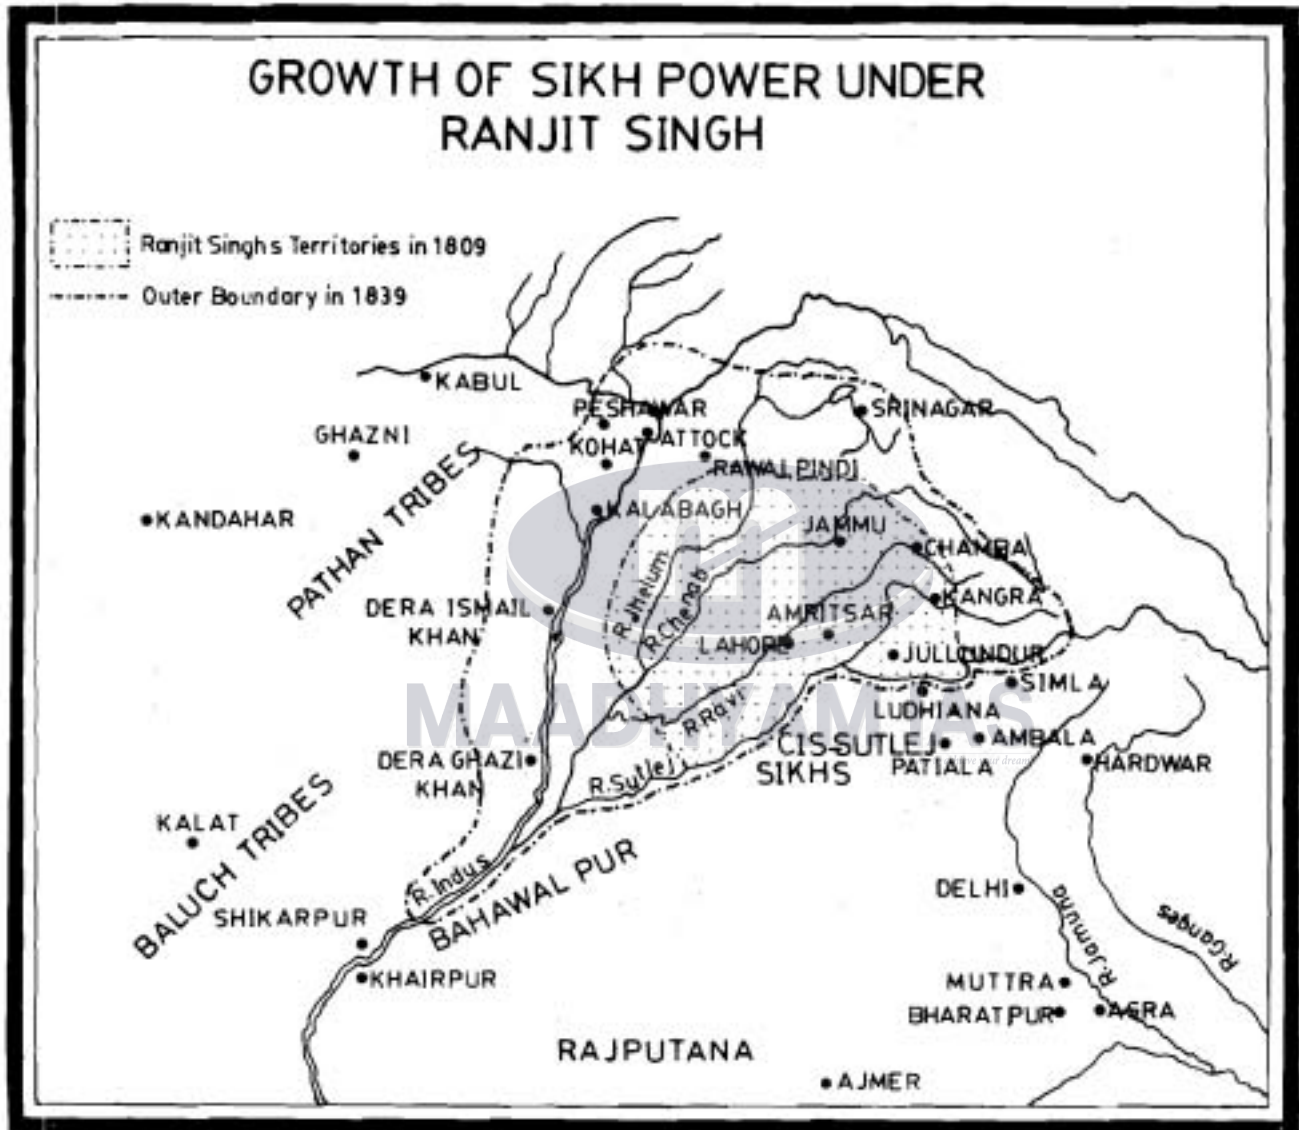 GROWTH OF SIKH POWER UNDER
RANJIT SINGH
Ranjit Singhs Territories in 1809
Outer Boundary in 1839
KABUL
PESHAWAR
SRINAGAR
GHAZNI
KOHAT
ATTOCK
RAWALPINDI
PATHAN TRIBES
KANDAHAR
KALABAGH
JAMMU
CHAMBA
R.Jhelum
R.Chenab
DERA ISMAIL
KHAN
AMRITSAR
KANGRA
LAHORE
JULLUNDUR
SIMLA
MAADHYAM IAS
R.Ravi
LUDHIANA
CIS-SUTLEJ
SIKHS
AMBALA
PATIALA
HARDWAR
DERA GHAZI
KHAN
R.Sutlej
KALAT
BALUCH TRIBES
R.Indus
BAHAWAL PUR
SHIKARPUR
KHAIRPUR
DELHI
R.Jamuna
R.Ganges
MUTTRA
BHARATPUR
AGRA
RAJPUTANA
AJMER